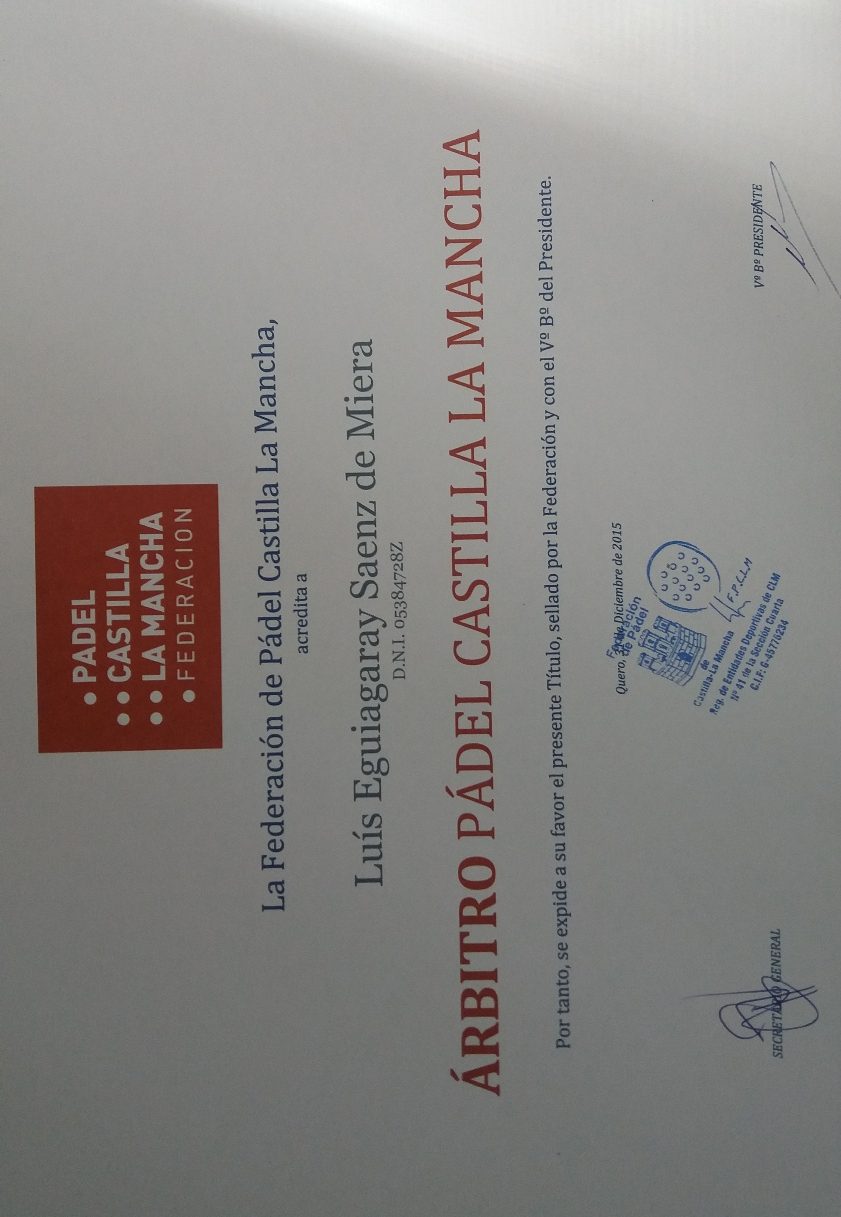 PADEL
CASTILLA
LA MANCHA
FEDERACION
La Federación de Pádel Castilla La Mancha,
acredita a
Luís Eguiagaray Saenz de Miera
D.N.I. 05384728Z
ÁRBITRO PÁDEL CASTILLA LA MANCHA
Por tanto, se expide a su favor el presente Título, sellado por la Federación y con el Vº Bº del Presidente.
Quero, de Diciembre de 2015
Federación
de Pádel
de
Castilla-La Mancha
F.P.C.L.M
Reg. de Entidades Deportivas de CLM
Nº 41 de la Sección Cuarta
C.I.F: G-45776234
SECRETARIO GENERAL
Vº Bº PRESIDENTE